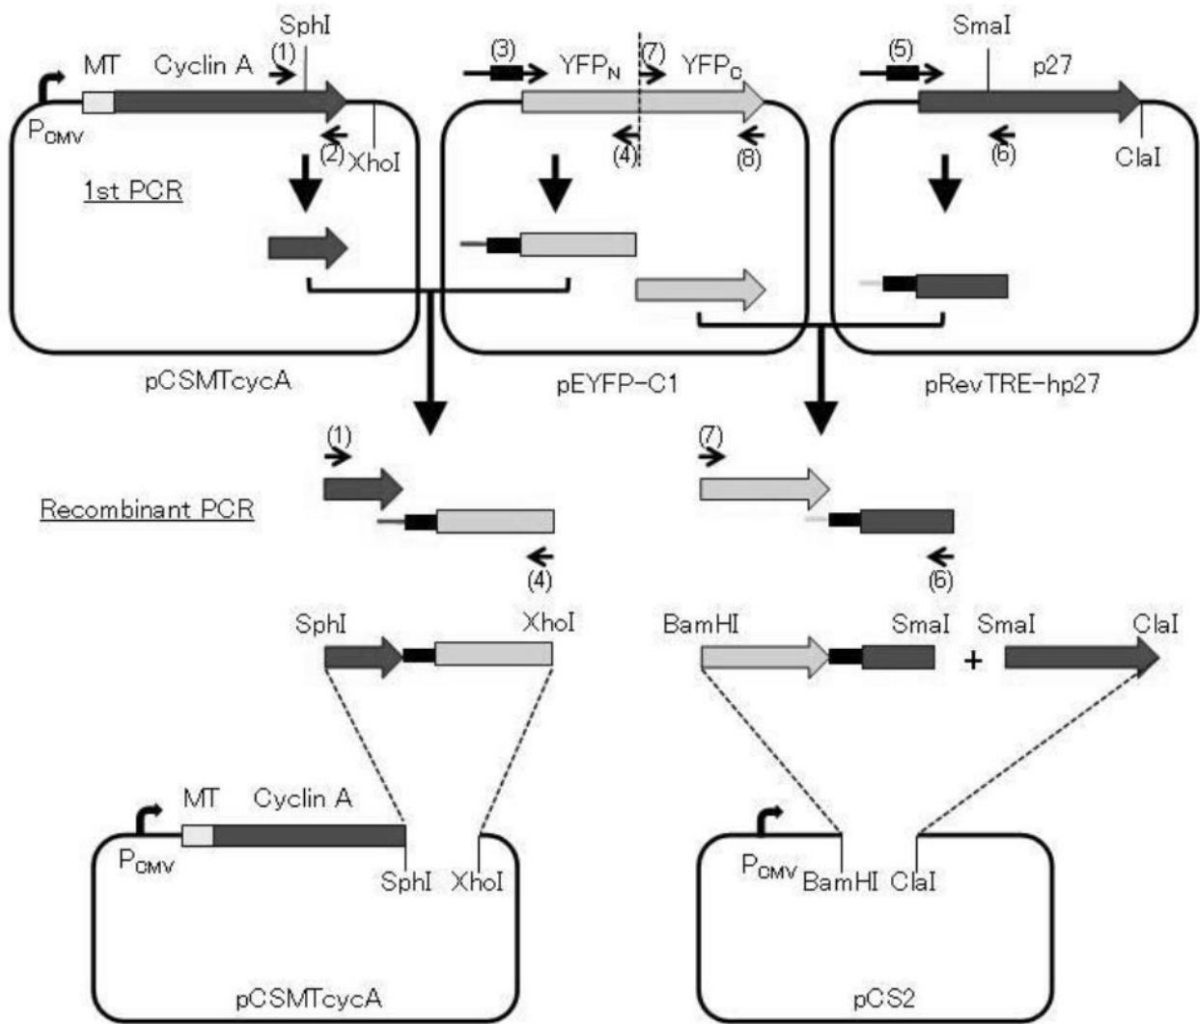 SphI
SmaI
MT Cyclin A (1)
(3) YFPN (7) YFPC
(5) p27
PCMV
(2) XhoI
(4) (8)
(6) ClaI
1st PCR
pCSMTcycA
pEYFP-C1
pRevTRE-hp27
(1)
(7)
Recombinant PCR
(4)
(6)
SphI XhoI
BamHI SmaI SmaI ClaI
+
MT Cyclin A
PCMV
SphI XhoI
PCMV BamHI ClaI
pCSMTcycA
pCS2